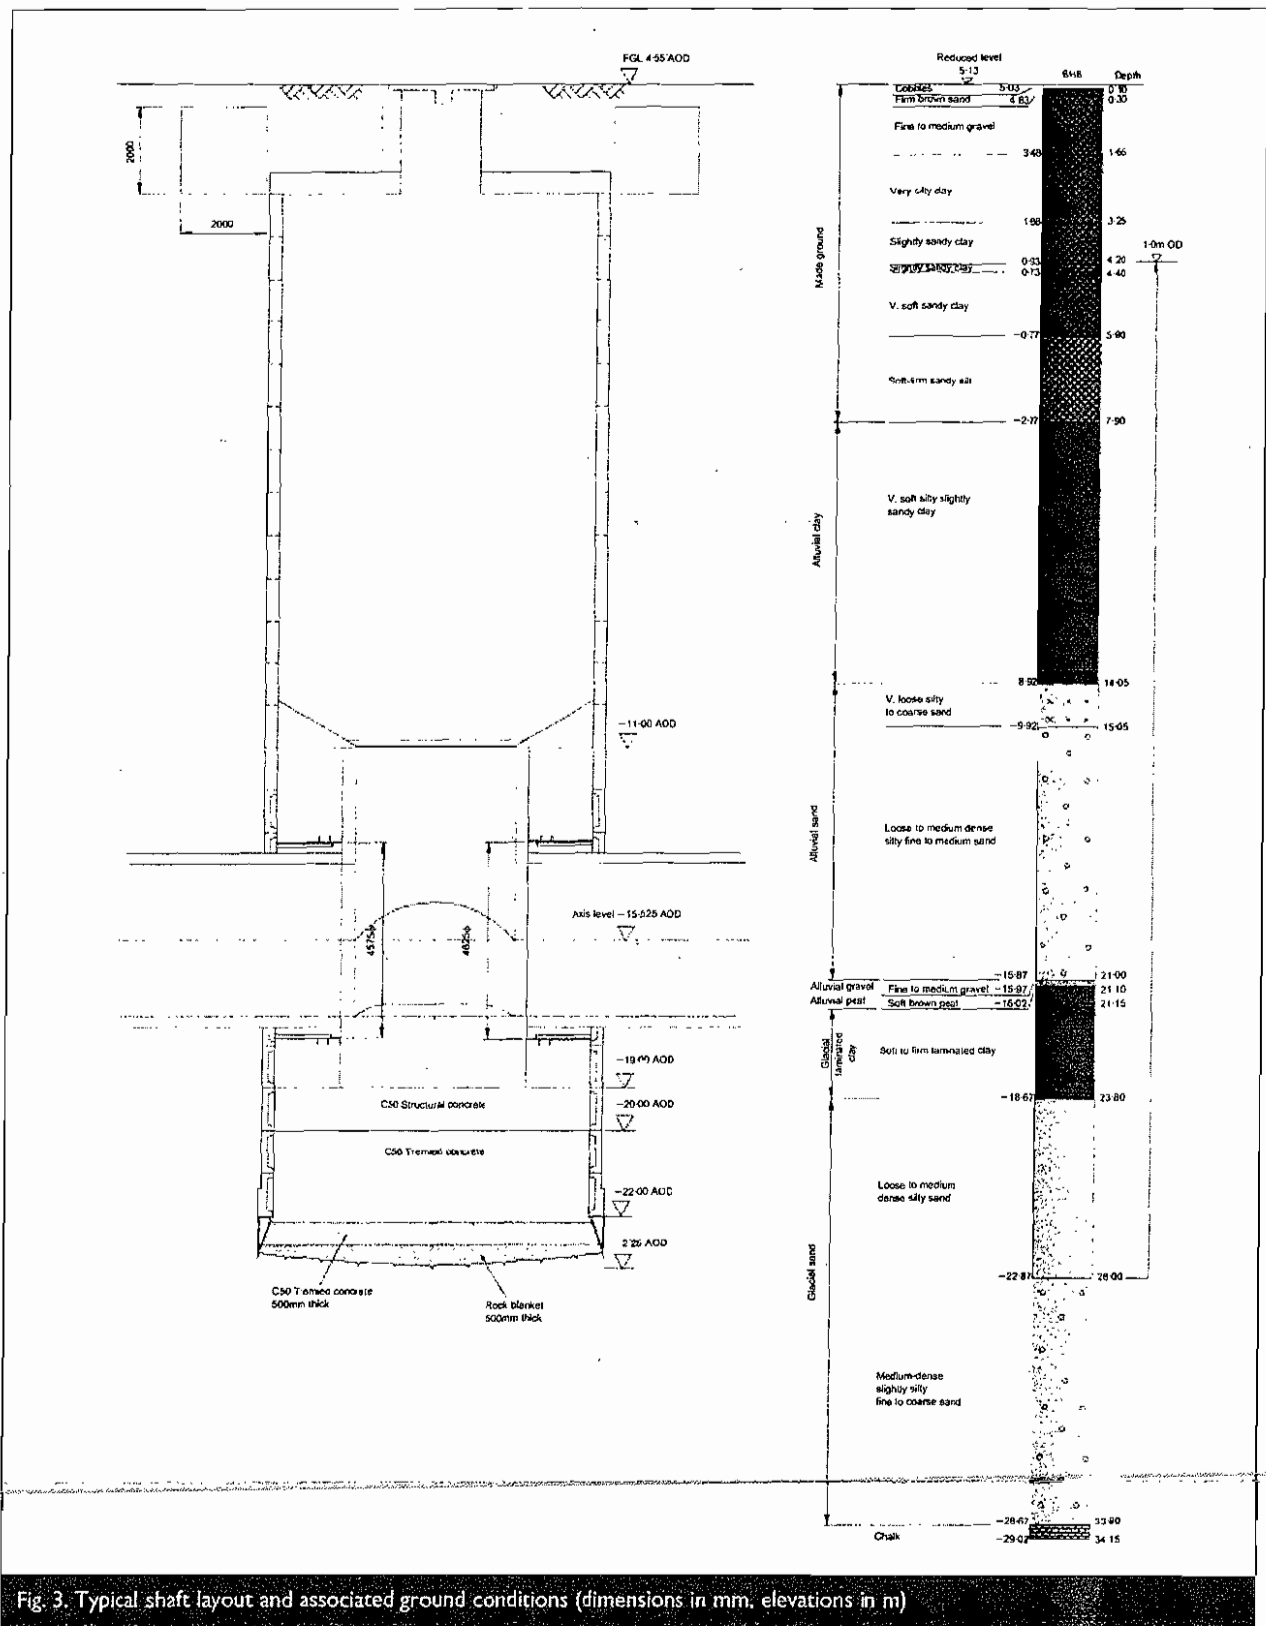 FGL 4·55 AOD
2000
2000
-11·00 AOD
Axis level -15·525 AOD
4575φ
-19·00 AOD
C50 Structural concrete
-20·00 AOD
C50 Tremied concrete
-22·00 AOD
C50 Tremied concrete
500mm thick
Rock blanket
500mm thick
Reduced level
5·13
Depth
Cobbles 5·03 0·10
Firm brown sand 4·83 0·30
Fine to medium gravel
3·48
Very silty clay
3·25
Slightly sandy clay
1·0m OD
0·93 4·20
Slightly sandy clay 0·73 4·40
V. soft sandy clay
-0·77 5·90
Soft-firm sandy silt
-2·77 7·90
Made ground
V. soft silty slightly
sandy clay
Alluvial clay
8·92 14·05
V. loose silty
to coarse sand
-9·92 15·05
Loose to medium dense
silty fine to medium sand
Alluvial sand
-15·87 21·00
Alluvial gravel Fine to medium gravel -15·97 21·10
Alluvial peat Soft brown peat -16·02 21·15
Glacial
laminated
clay
Soft to firm laminated clay
-18·67 23·80
Loose to medium
dense silty sand
Glacial sand
-22·87 28·00
Medium-dense
slightly silty
fine to coarse sand
-28·67
Chalk
-29·02 34·15
Fig. 3. Typical shaft layout and associated ground conditions (dimensions in mm, elevations in m)